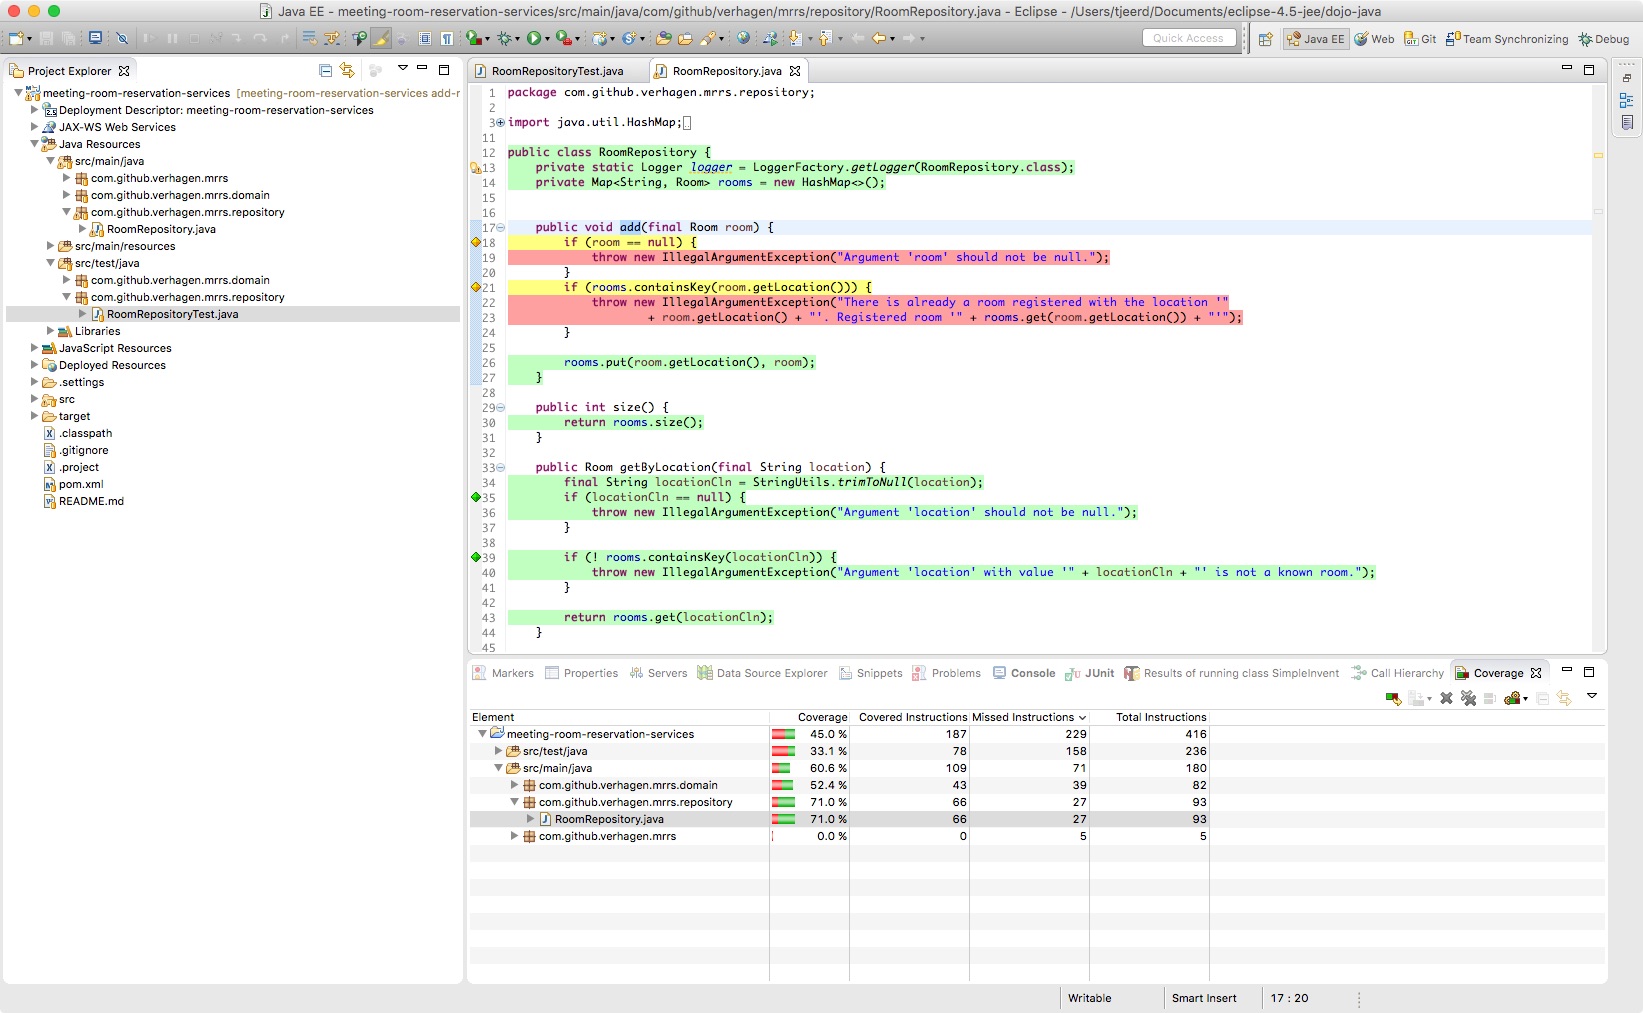 Java EE - meeting-room-reservation-services/src/main/java/com/github/verhagen/mrrs/repository/RoomRepository.java - Eclipse - /Users/tjeerd/Documents/eclipse-4.5-jee/dojo-java
Quick Access
Java EE
Web
Git
Team Synchronizing
Debug
Project Explorer
meeting-room-reservation-services [meeting-room-reservation-services add-r
Deployment Descriptor: meeting-room-reservation-services
JAX-WS Web Services
Java Resources
src/main/java
com.github.verhagen.mrrs
com.github.verhagen.mrrs.domain
com.github.verhagen.mrrs.repository
RoomRepository.java
src/main/resources
src/test/java
com.github.verhagen.mrrs.domain
com.github.verhagen.mrrs.repository
RoomRepositoryTest.java
Libraries
JavaScript Resources
Deployed Resources
.settings
src
target
.classpath
.gitignore
.project
pom.xml
README.md
RoomRepositoryTest.java
RoomRepository.java
1 package com.github.verhagen.mrrs.repository;
2
3 import java.util.HashMap;
11
12 public class RoomRepository {
13 private static Logger logger = LoggerFactory.getLogger(RoomRepository.class);
14 private Map<String, Room> rooms = new HashMap<>();
15
16
17 public void add(final Room room) {
18 if (room == null) {
19 throw new IllegalArgumentException("Argument 'room' should not be null.");
20 }
21 if (rooms.containsKey(room.getLocation())) {
22 throw new IllegalArgumentException("There is already a room registered with the location '"
23 + room.getLocation() + "'. Registered room '" + rooms.get(room.getLocation()) + "'");
24 }
25
26 rooms.put(room.getLocation(), room);
27 }
28
29 public int size() {
30 return rooms.size();
31 }
32
33 public Room getByLocation(final String location) {
34 final String locationCln = StringUtils.trimToNull(location);
35 if (locationCln == null) {
36 throw new IllegalArgumentException("Argument 'location' should not be null.");
37 }
38
39 if (! rooms.containsKey(locationCln)) {
40 throw new IllegalArgumentException("Argument 'location' with value '" + locationCln + "' is not a known room.");
41 }
42
43 return rooms.get(locationCln);
44 }
45
Markers Properties Servers Data Source Explorer Snippets Problems Console JUnit Results of running class SimpleInvent Call Hierarchy Coverage
Element Coverage Covered Instructions Missed Instructions Total Instructions
meeting-room-reservation-services 45.0 % 187 229 416
src/test/java 33.1 % 78 158 236
src/main/java 60.6 % 109 71 180
com.github.verhagen.mrrs.domain 52.4 % 43 39 82
com.github.verhagen.mrrs.repository 71.0 % 66 27 93
RoomRepository.java 71.0 % 66 27 93
com.github.verhagen.mrrs 0.0 % 0 5 5
Writable Smart Insert 17 : 20